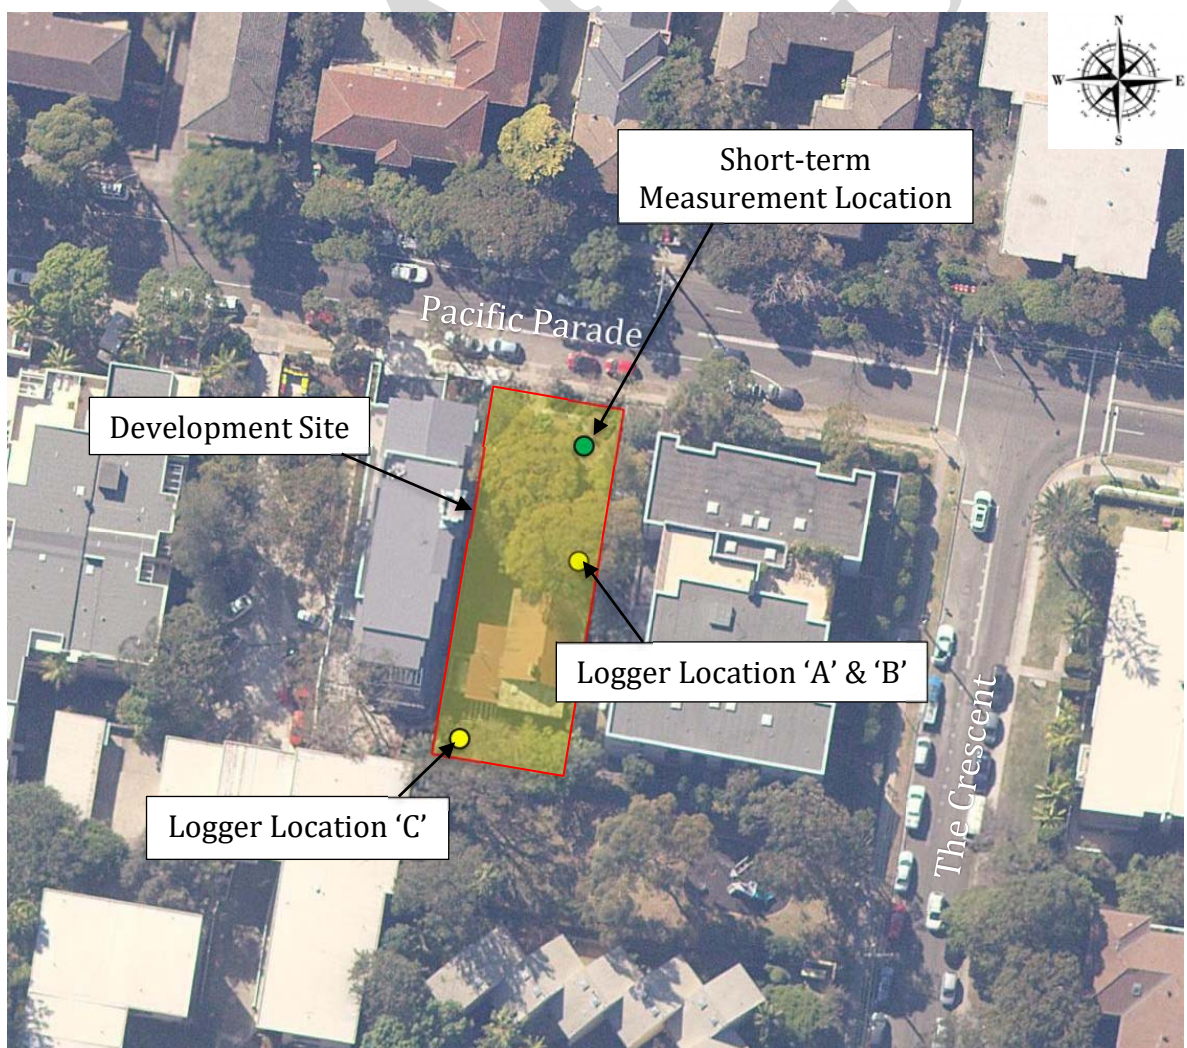 N
W E
S
Short-term
Measurement Location
Pacific Parade
Development Site
Logger Location ‘A’ & ‘B’
The Crescent
Logger Location ‘C’